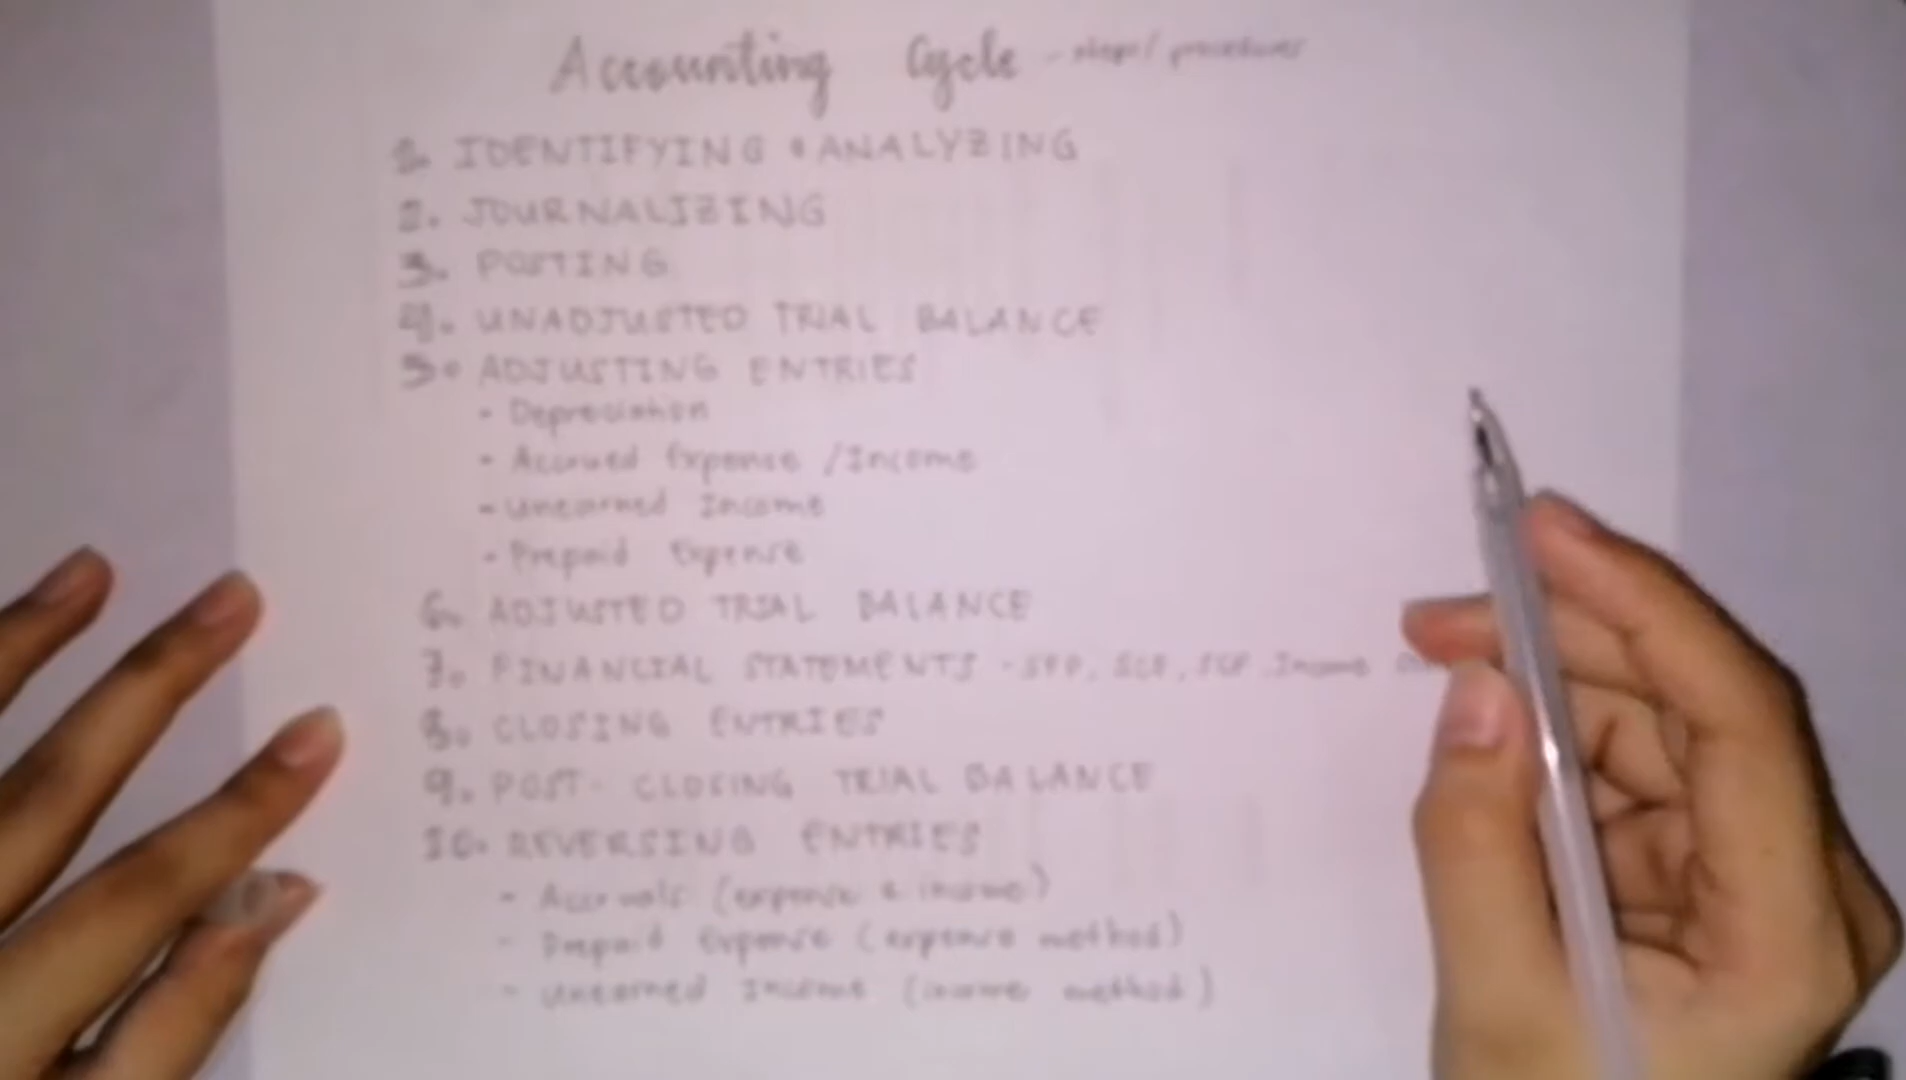 Accounting Cycle - steps / procedures
1. IDENTIFYING & ANALYZING
2. JOURNALIZING
3. POSTING
4. UNADJUSTED TRIAL BALANCE
5. ADJUSTING ENTRIES
- Depreciation
- Accrued Expense / Income
- Unearned Income
- Prepaid Expense
6. ADJUSTED TRIAL BALANCE
7. FINANCIAL STATEMENTS - SFP, SCE, SCF Income
8. CLOSING ENTRIES
9. POST-CLOSING TRIAL BALANCE
10. REVERSING ENTRIES
- Accruals (expense & income)
- Prepaid Expense (expense method)
- Unearned Income (income method)